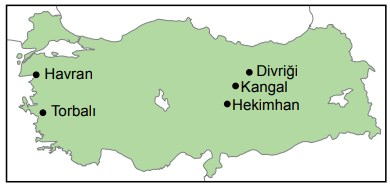 Havran
Divriği
Kangal
Hekimhan
Torbalı